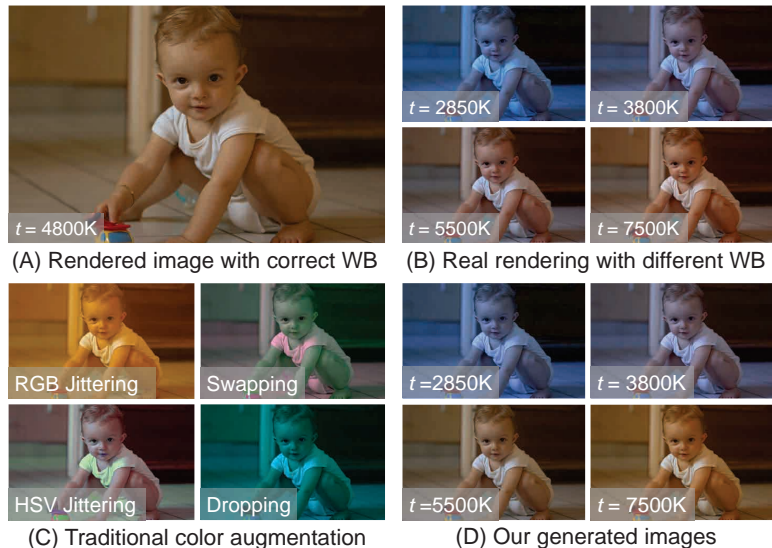 t = 4800K
(A) Rendered image with correct WB
t = 2850K
t = 3800K
t = 5500K
t = 7500K
(B) Real rendering with different WB
RGB Jittering
Swapping
HSV Jittering
Dropping
(C) Traditional color augmentation
t =2850K
t = 3800K
t =5500K
t = 7500K
(D) Our generated images